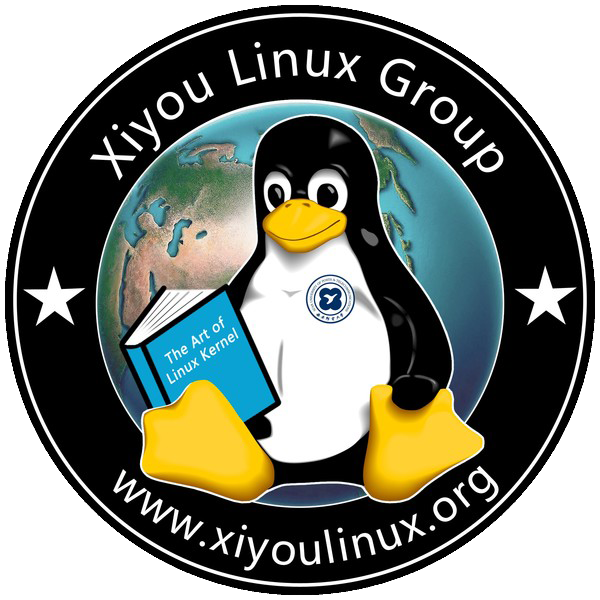 Xiyou Linux Group
The Art of
Linux Kernel
www.xiyoulinux.org